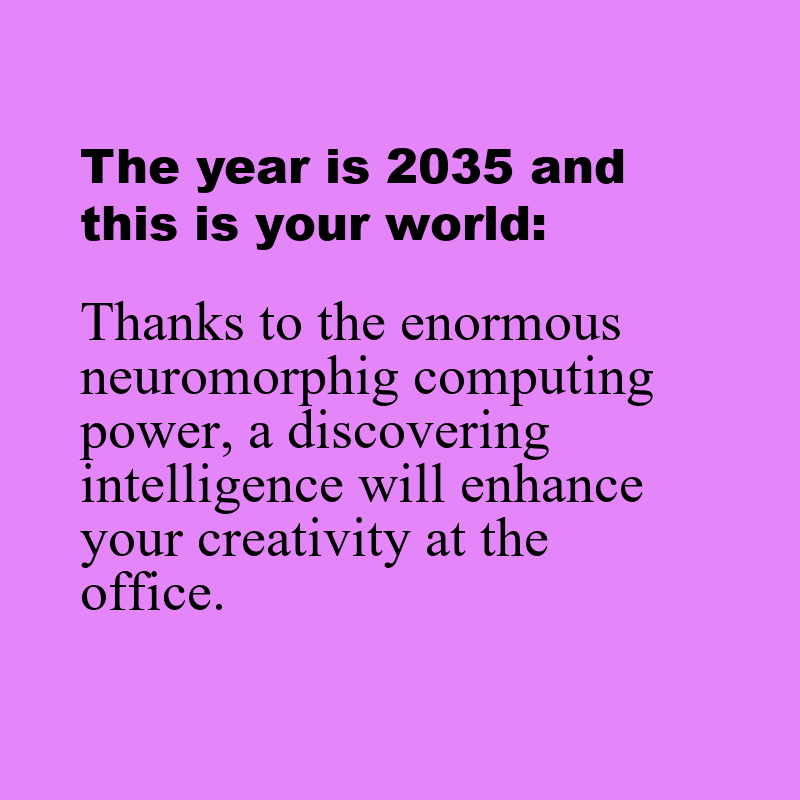 The year is 2035 and
this is your world:
Thanks to the enormous
neuromorphig computing
power, a discovering
intelligence will enhance
your creativity at the
office.